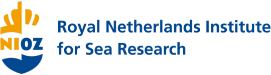 NIOZ
Royal Netherlands Institute
for Sea Research